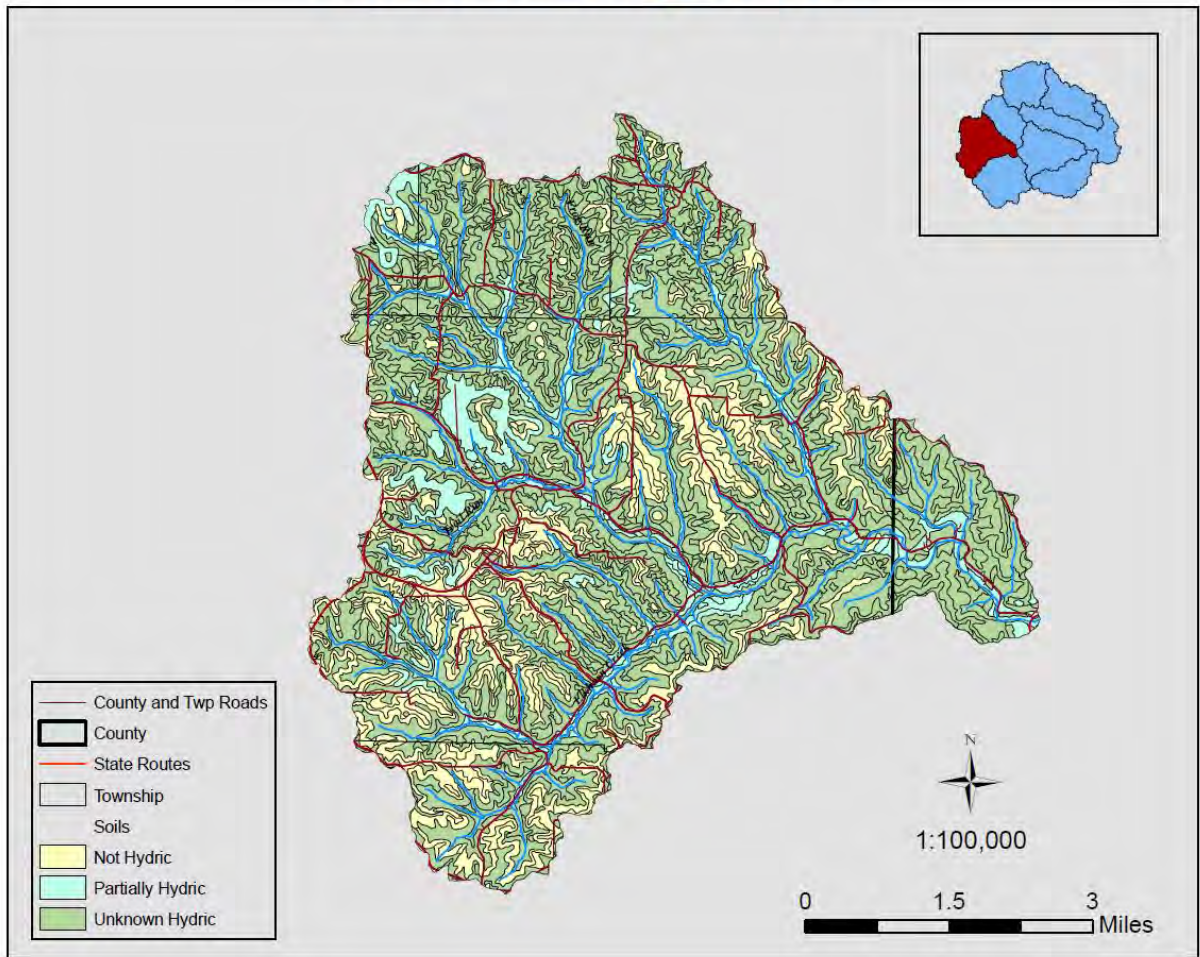 County and Twp Roads
County
State Routes
Township
Soils
Not Hydric
Partially Hydric
Unknown Hydric
N
1:100,000
0 1.5 3
Miles